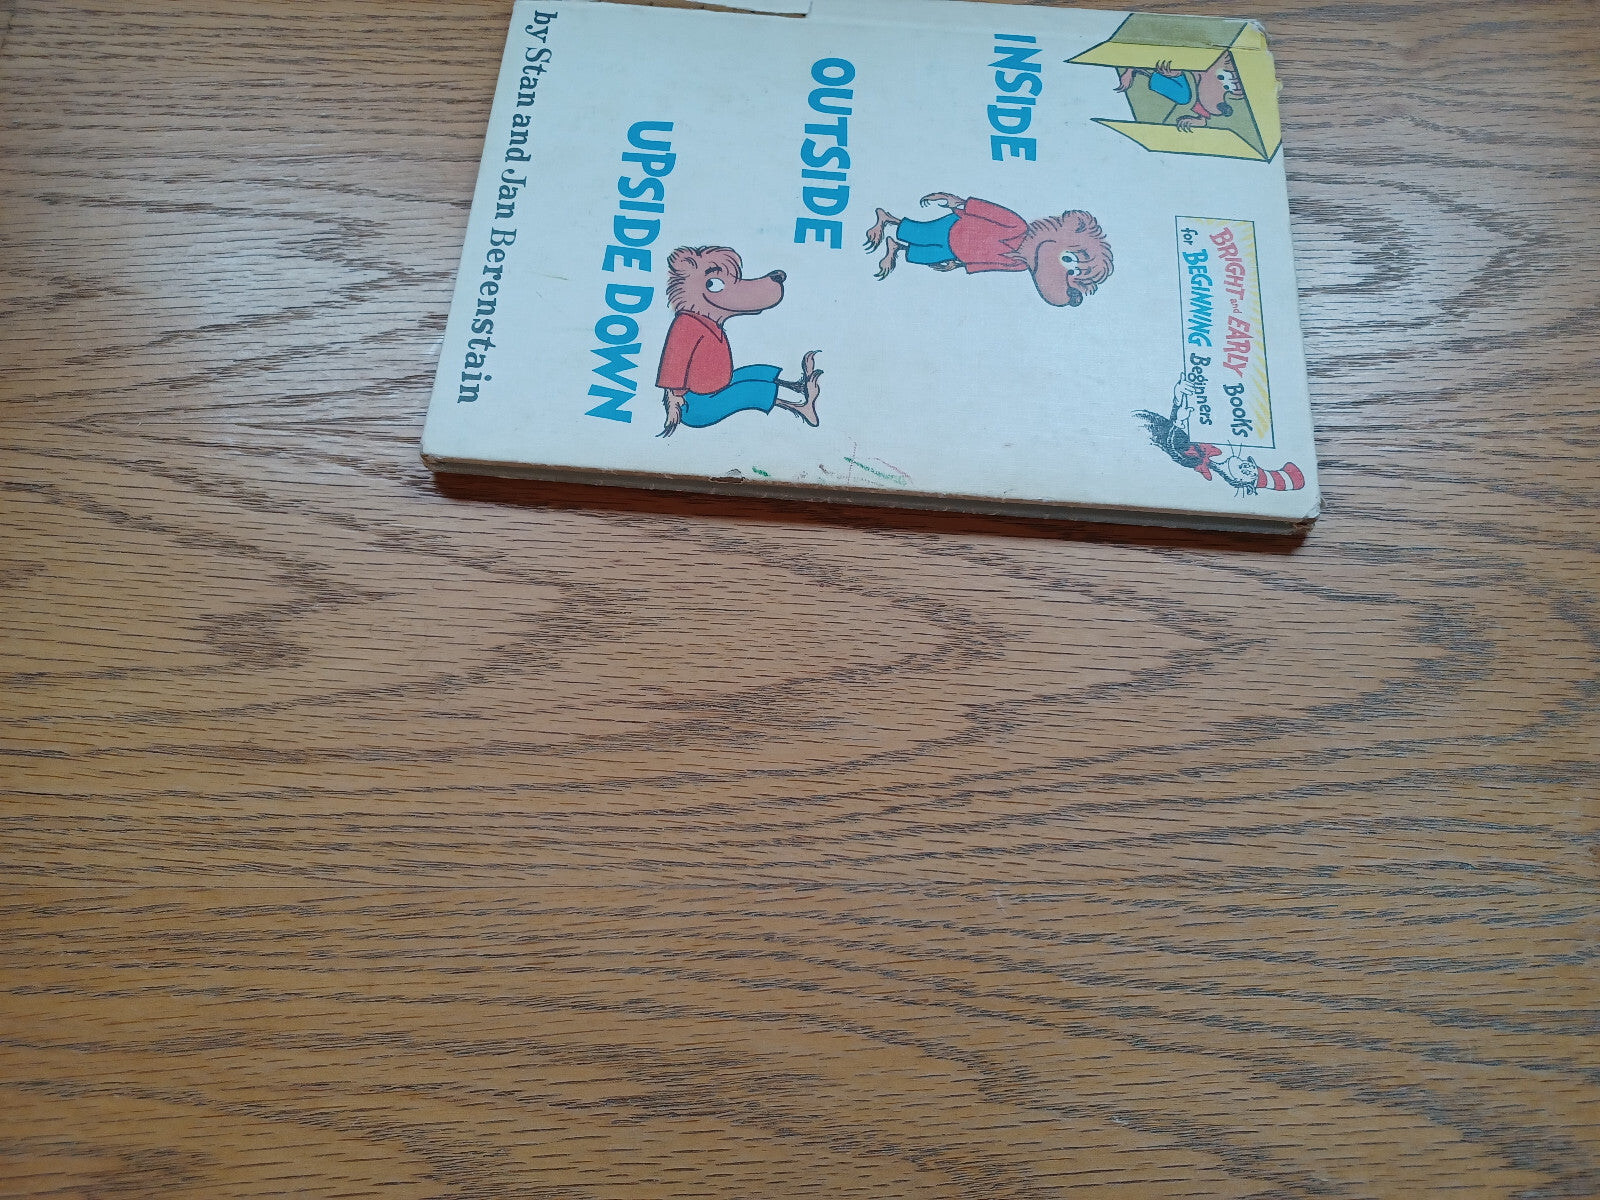 BRIGHT and EARLY Books
for BEGINNING Beginners
INSIDE
OUTSIDE
UPSIDE DOWN
by Stan and Jan Berenstain